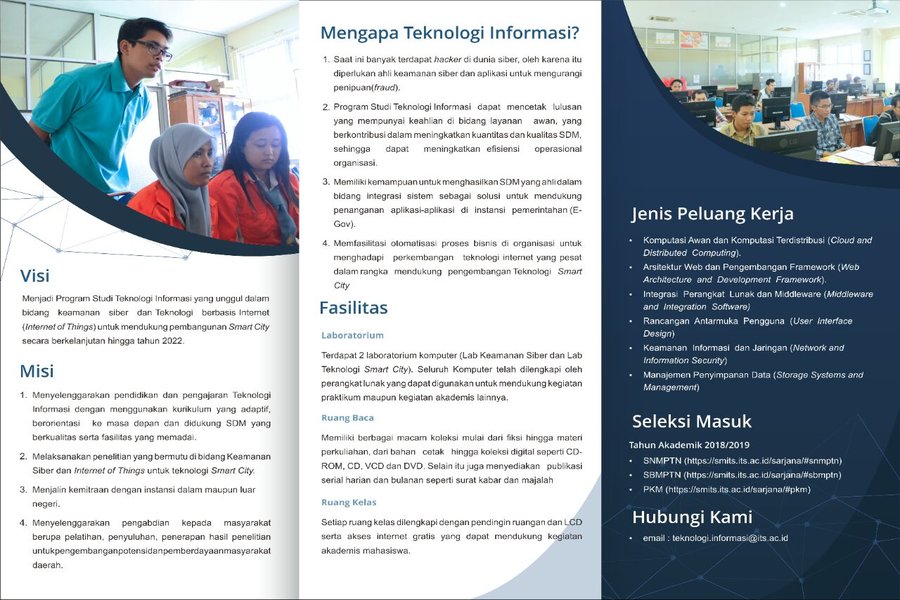 Visi
Menjadi Program Studi Teknologi Informasi yang unggul dalam
bidang keamanan siber dan Teknologi berbasis Internet
(Internet of Things) untuk mendukung pembangunan Smart City
secara berkelanjutan hingga tahun 2022.
Misi
1. Menyelenggarakan pendidikan dan pengajaran Teknologi
Informasi dengan menggunakan kurikulum yang adaptif,
berorientasi ke masa depan dan didukung SDM yang
berkualitas serta fasilitas yang memadai.
2. Melaksanakan penelitian yang bermutu di bidang Keamanan
Siber dan Internet of Things untuk teknologi Smart City.
3. Menjalin kemitraan dengan instansi dalam maupun luar
negeri.
4. Menyelenggarakan pengabdian kepada masyarakat
berupa pelatihan, penyuluhan, penerapan hasil penelitian
untukpengembanganpotensidanpemberdayaanmasyarakat
daerah.
Mengapa Teknologi Informasi?
1. Saat ini banyak terdapat hacker di dunia siber, oleh karena itu
diperlukan ahli keamanan siber dan aplikasi untuk mengurangi
penipuan(fraud).
2. Program Studi Teknologi Informasi dapat mencetak lulusan
yang mempunyai keahlian di bidang layanan awan, yang
berkontribusi dalam meningkatkan kuantitas dan kualitas SDM,
sehingga dapat meningkatkan efisiensi operasional
organisasi.
3. Memiliki kemampuan untuk menghasilkan SDM yang ahli dalam
bidang integrasi sistem sebagai solusi untuk mendukung
penanganan aplikasi-aplikasi di instansi pemerintahan (E-
Gov).
4. Memfasilitasi otomatisasi proses bisnis di organisasi untuk
menghadapi perkembangan teknologi internet yang pesat
dalam rangka mendukung pengembangan Teknologi Smart
City
Fasilitas
Laboratorium
Terdapat 2 laboratorium komputer (Lab Keamanan Siber dan Lab
Teknologi Smart City). Seluruh Komputer telah dilengkapi oleh
perangkat lunak yang dapat digunakan untuk mendukung kegiatan
praktikum maupun kegiatan akademis lainnya.
Ruang Baca
Memiliki berbagai macam koleksi mulai dari fiksi hingga materi
perkuliahan, dari bahan cetak hingga koleksi digital seperti CD-
ROM, CD, VCD dan DVD. Selain itu juga menyediakan publikasi
serial harian dan bulanan seperti surat kabar dan majalah
Ruang Kelas
Setiap ruang kelas dilengkapi dengan pendingin ruangan dan LCD
serta akses internet gratis yang dapat mendukung kegiatan
akademis mahasiswa.
Jenis Peluang Kerja
• Komputasi Awan dan Komputasi Terdistribusi (Cloud and
Distributed Computing).
• Arsitektur Web dan Pengembangan Framework (Web
Architecture and Development Framework).
• Integrasi Perangkat Lunak dan Middleware (Middleware
and Integration Software)
• Rancangan Antarmuka Pengguna (User Interface
Design)
• Keamanan Informasi dan Jaringan (Network and
Information Security)
• Manajemen Penyimpanan Data (Storage Systems and
Management)
Seleksi Masuk
Tahun Akademik 2018/2019
• SNMPTN (https://smits.its.ac.id/sarjana/#snmptn)
• SBMPTN (https://smits.its.ac.id/sarjana/#sbmptn)
• PKM (https://smits.its.ac.id/sarjana/#pkm)
Hubungi Kami
• email : teknologi.informasi@its.ac.id